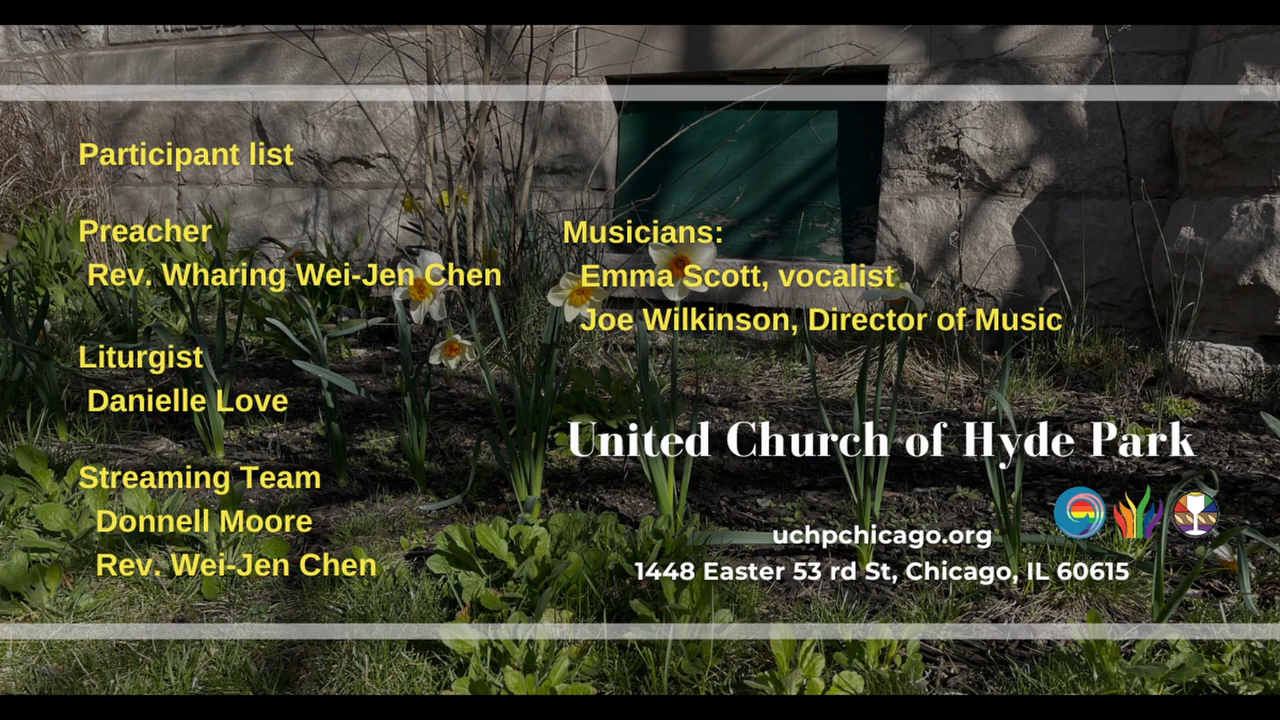 Participant list
Preacher
Rev. Wharing Wei-Jen Chen
Liturgist
Danielle Love
Streaming Team
Donnell Moore
Rev. Wei-Jen Chen
Musicians:
Emma Scott, vocalist
Joe Wilkinson, Director of Music
United Church of Hyde Park
uchpchicago.org
1448 Easter 53 rd St, Chicago, IL 60615